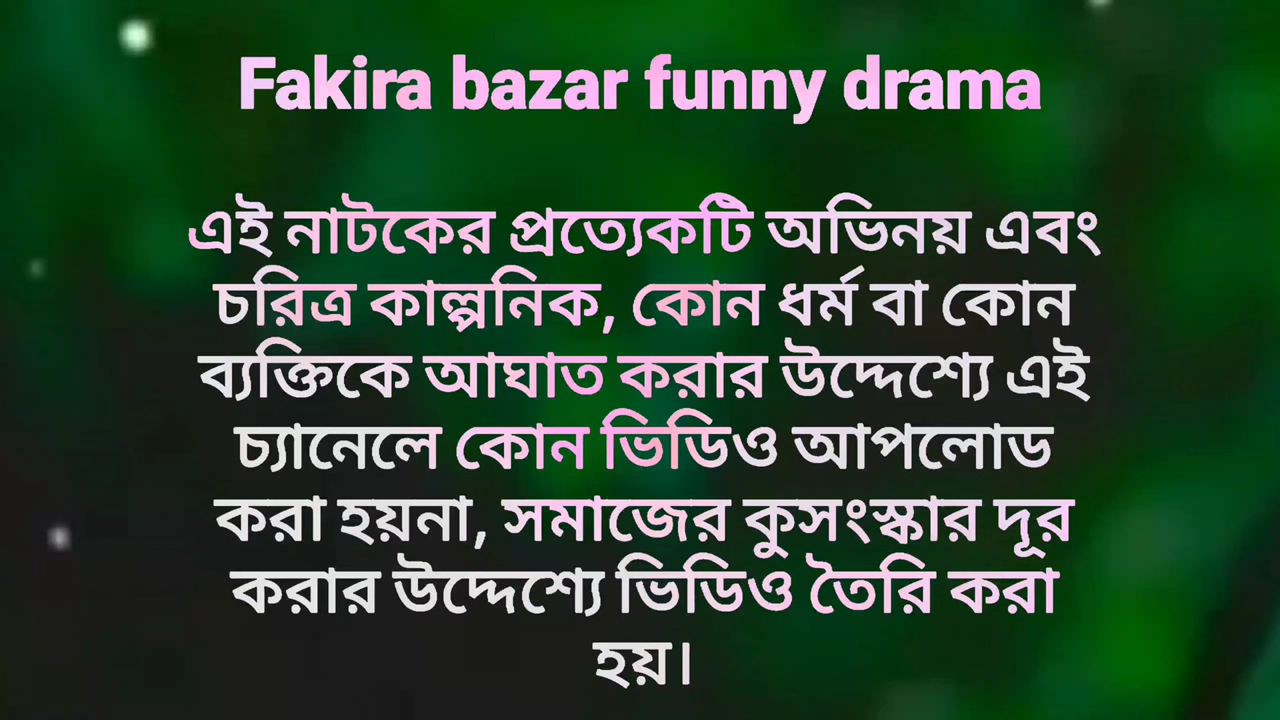 Fakira bazar funny drama
এই নাটকের প্রত্যেকটি অভিনয় এবং
চরিত্র কাল্পনিক, কোন ধর্ম বা কোন
ব্যক্তিকে আঘাত করার উদ্দেশ্যে এই
চ্যানেলে কোন ভিডিও আপলোড
করা হয়না, সমাজের কুসংস্কার দূর
করার উদ্দেশ্যে ভিডিও তৈরি করা
হয়।